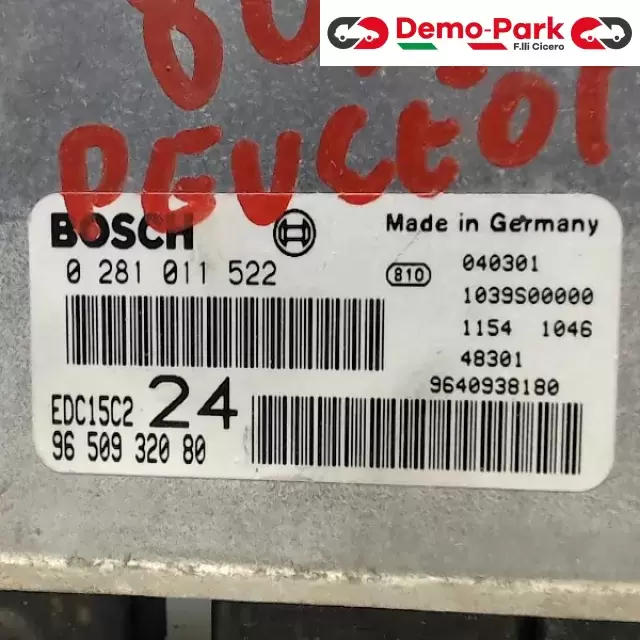 Demo-Park
F.lli Cicero
PEUGEOT
BOSCH
Made in Germany
0 281 011 522
810
040301
1039S00000
1154 1046
48301
9640938180
EDC15C2 24
96 509 320 80